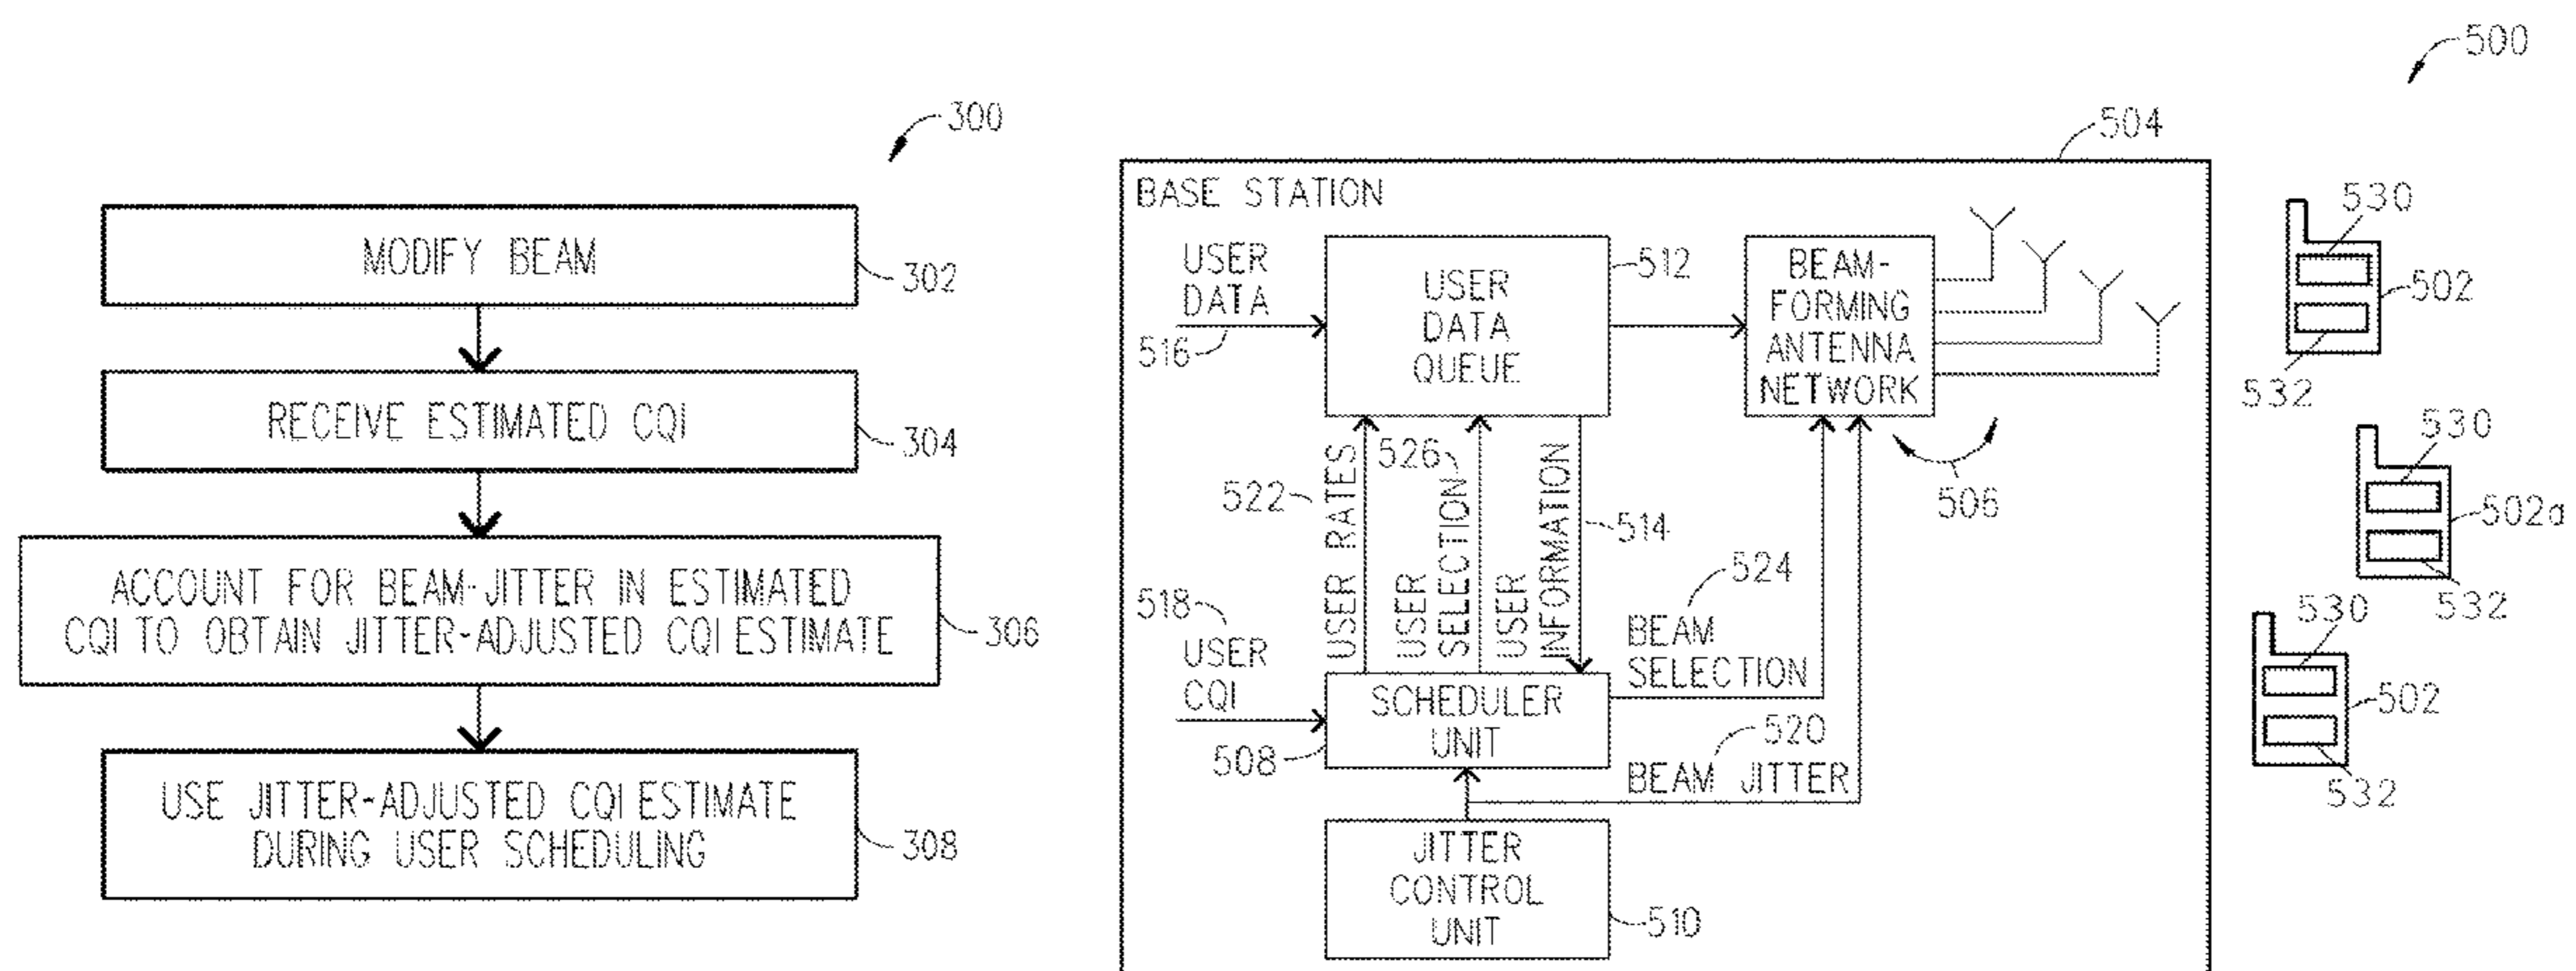 300
MODIFY BEAM
302
RECEIVE ESTIMATED CQI
304
ACCOUNT FOR BEAM-JITTER IN ESTIMATED
CQI TO OBTAIN JITTER-ADJUSTED CQI ESTIMATE
306
USE JITTER-ADJUSTED CQI ESTIMATE
DURING USER SCHEDULING
308
500
504
BASE STATION
USER
DATA
516
USER
DATA
QUEUE
512
BEAM-
FORMING
ANTENNA
NETWORK
506
522
USER RATES
526
USER
SELECTION
USER
INFORMATION
514
524
BEAM
SELECTION
518
USER
CQI
SCHEDULER
UNIT
508
520
BEAM JITTER
JITTER
CONTROL
UNIT
510
530
502
532
530
502a
532
530
502
532